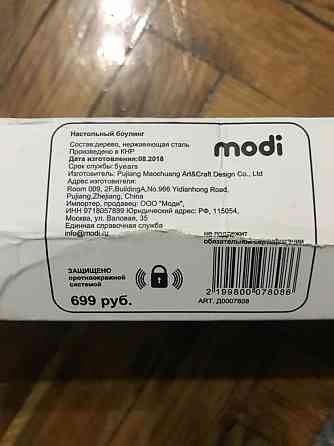 Настольный боулинг
modi
Состав:дерево, нержавеющая сталь
Произведено в КНР
Дата изготовления:08.2018
Срок службы:5years
Изготовитель: Pujiang Maochuang Art&Craft Design Co., Ltd
Адрес изготовителя:
Room 009, 2F,BuildingA,No.966 Yidianhong Road,
Pujiang,Zhejiang, China
Импортер, продавец: ООО "Моди",
ИНН 9718057889 Юридический адрес: РФ, 115054,
Москва, ул. Валовая, 35
Единая справочная служба
info@modi.ru
не подлежит
обязательной сертификации
ЗАЩИЩЕНО
противокражной
системой
699 руб.
2 199800 078086
АРТ. Д0007808